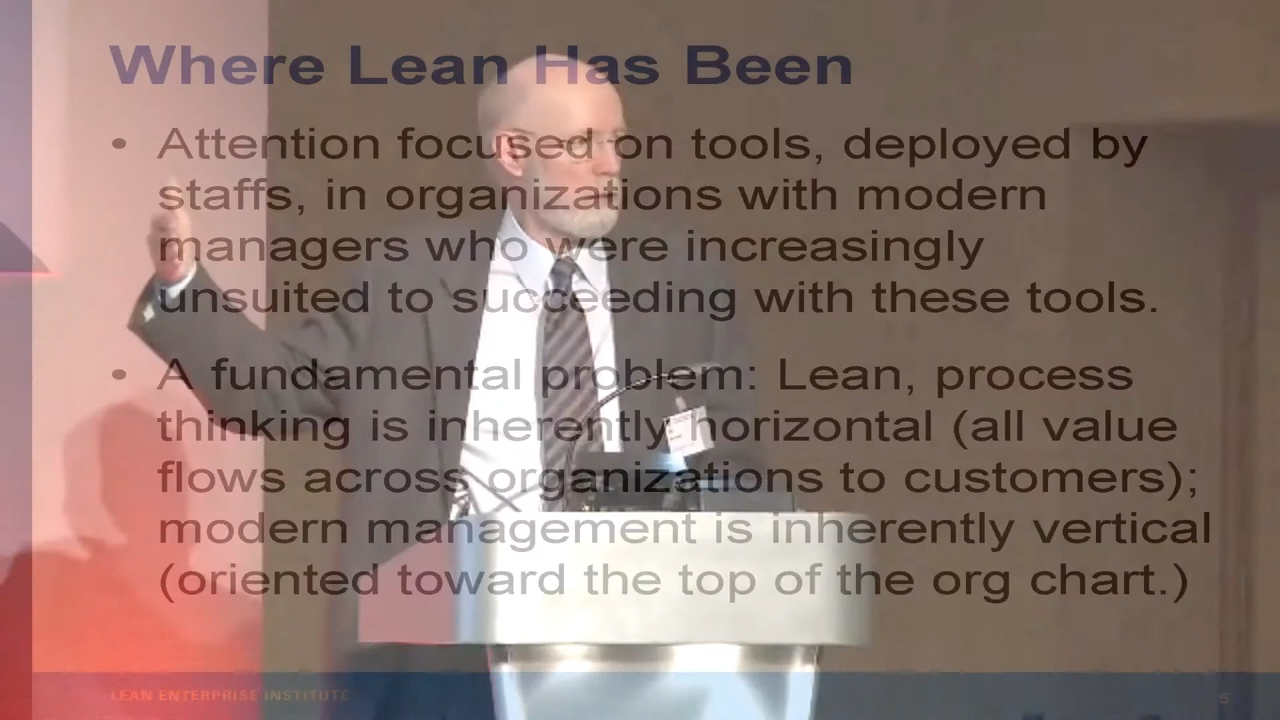 Where Lean Has Been
• Attention focused on tools, deployed by
staffs, in organizations with modern
managers who were increasingly
unsuited to succeeding with these tools.
• A fundamental problem: Lean, process
thinking is inherently horizontal (all value
flows across organizations to customers);
modern management is inherently vertical
(oriented toward the top of the org chart.)
LEAN ENTERPRISE INSTITUTE
5